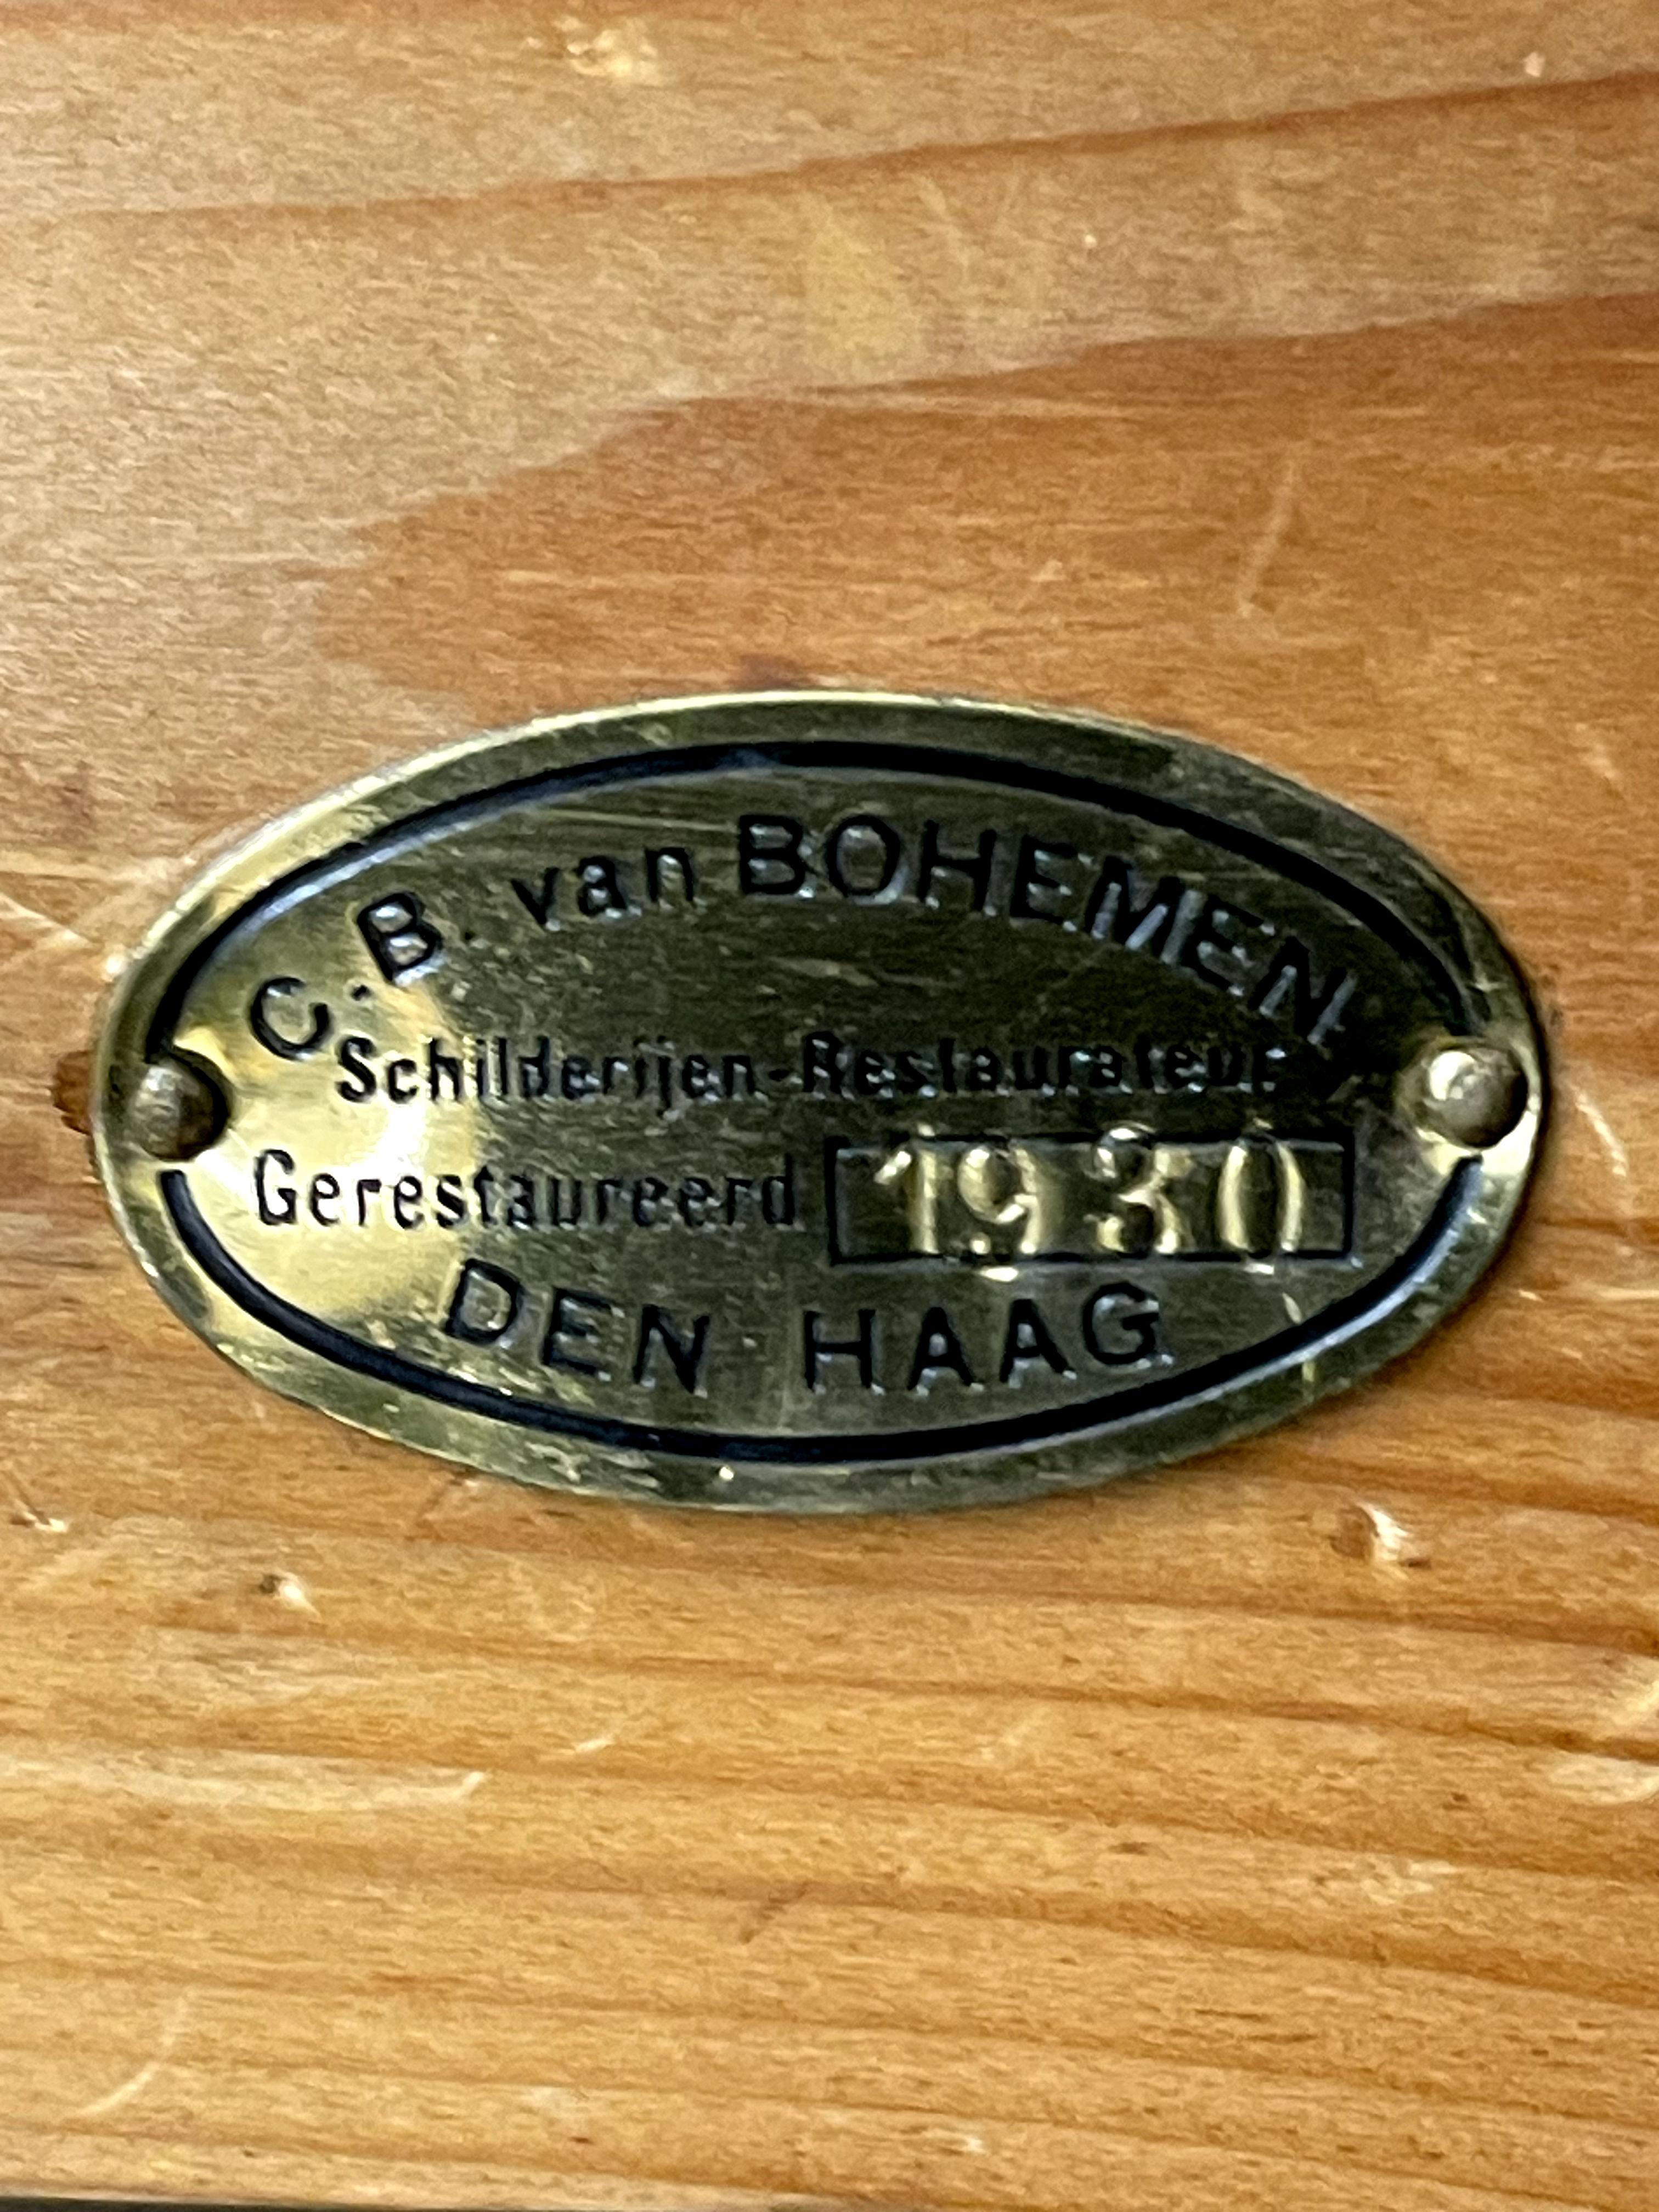 C.B. van BOHEMEN
Schilderijen-Restaurateur
Gerestaureerd 1930
DEN HAAG